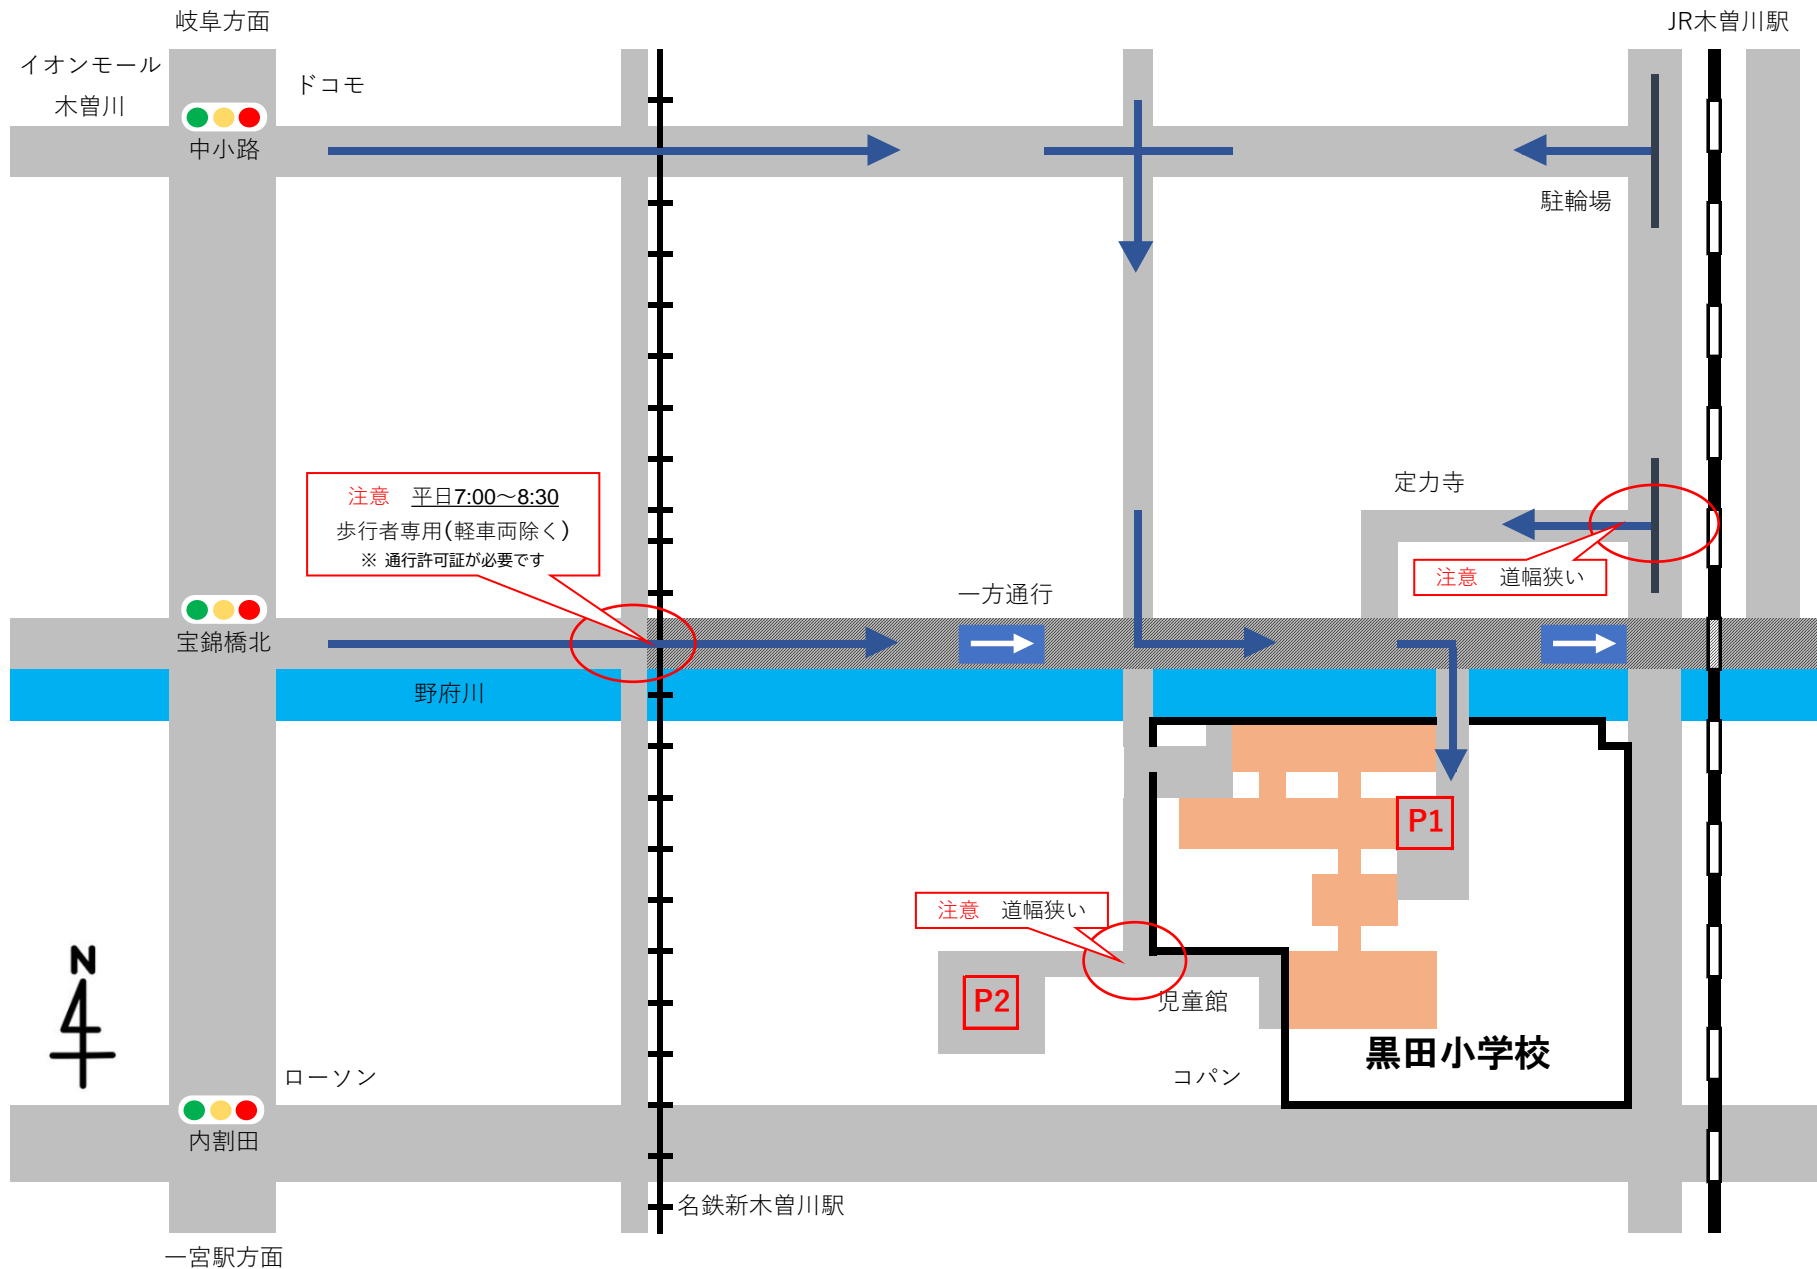 岐阜方面
JR木曽川駅
イオンモール
木曽川
ドコモ
中小路
駐輪場
注意 平日7:00～8:30
歩行者専用(軽車両除く)
※ 通行許可証が必要です
定力寺
注意 道幅狭い
一方通行
宝錦橋北
野府川
P1
注意 道幅狭い
N
P2
児童館
黒田小学校
ローソン
コパン
内割田
名鉄新木曽川駅
一宮駅方面